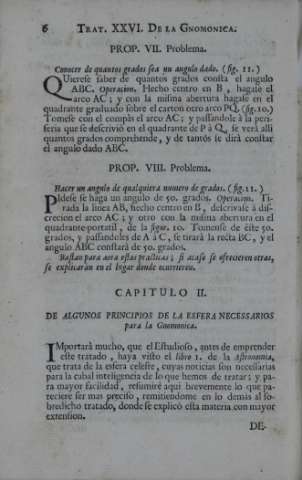 6 TRAT. XXVI. DE LA GNOMONICA.
PROP. VII. Problema.
Conocer de quantos grados sea un angulo dado. (fig. 11.)
QUierese saber de quantos grados consta el angulo
ABC. Operacion. Hecho centro en B, hagase el
arco AC; y con la misma abertura hagase en el
quadrante graduado sobre el carton otro arco PQ. (fig. 10.)
Tomese con el compàs el arco AC; y passandole à la peri-
feria que se descrivió en el quadrante de P à Q, se verà alli
quantos grados comprehende, y de tantos se dirà constar
el angulo dado ABC.
PROP. VIII. Problema.
Hacer un angulo de qualquiera numero de grados. (fig. 11.)
PIdese se haga un angulo de 50. grados. Operacion. Ti-
rada la linea AB, hecho centro en B, descrivase à dis-
crecion el arco AC; y otro con la misma abertura en el
quadrante portatil, de la figur. 10. Tomense de èste 50.
grados, y passandoles de A à C, se tirarà la recta BC, y el
angulo ABC constarà de 50. grados.
Bastan para aora estas practicas; si acaso se ofrecieren otras,
se explicaràn en el lugar donde ocurrieren.
CAPITULO II.
DE ALGUNOS PRINCIPIOS DE LA ESFERA NECESSARIOS
para la Gnomonica.
IMportarà mucho, que el Estudioso, antes de emprender
este tratado, haya visto el libro 1. de la Astronomia,
que trata de la esfera celeste, cuyas noticias son necessarias
para la cabal inteligencia de lo que hemos de tratar; y pa-
ra mayor facilidad, resumirè aqui brevemente lo que pa-
reciere ser mas preciso, remitiendome en lo demàs al so-
bredicho tratado, donde se explicò esta materia con mayor
extension.
DE-